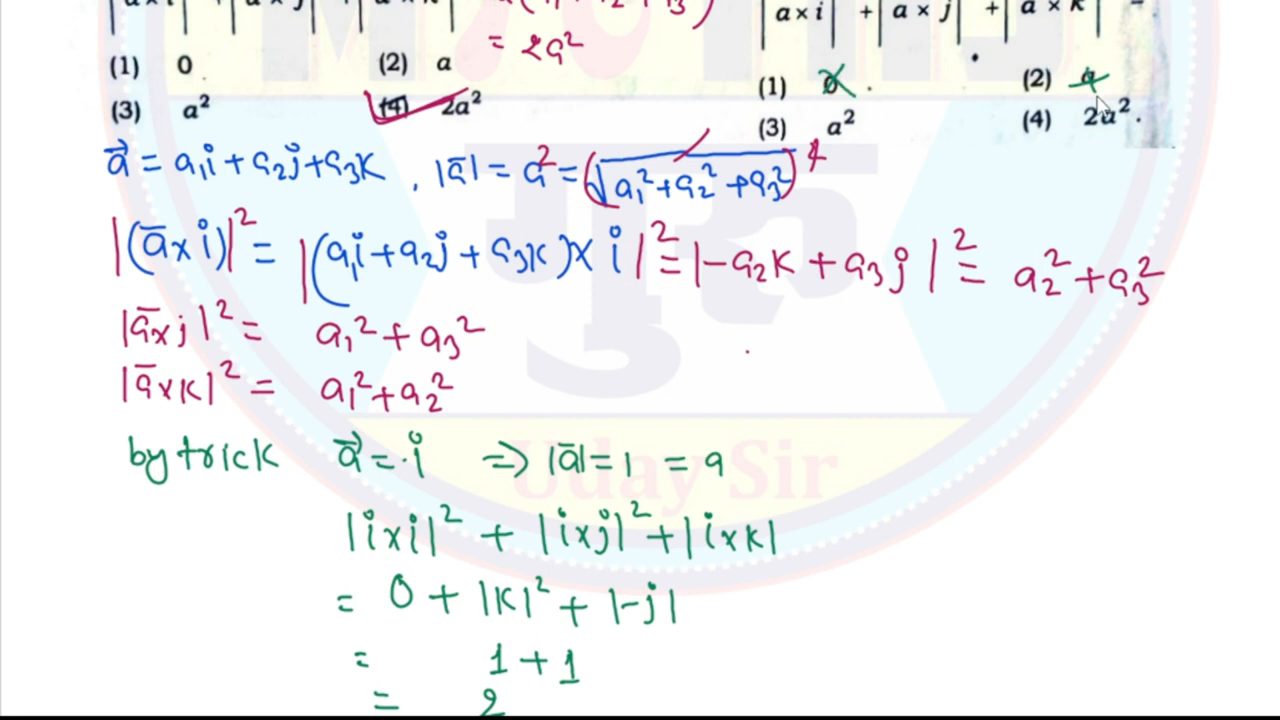 = 2a²
|a × i| + |a × j| + |a × k| =
(1) 0 (2) a
(3) a² (4) 2a²
(1) 0 (2) a
(3) a² (4) 2a².
a⃗ = a₁i + a₂j + a₃k , |a̅| = a² = (√a₁² + a₂² + a₃²)²
|(a̅ × i)|² = |(a₁i + a₂j + a₃k) × i|² = |-a₂k + a₃j|² = a₂² + a₃²
|a̅ × j|² = a₁² + a₃²
|a̅ × k|² = a₁² + a₂²
by trick a⃗ = i ⇒ |a̅| = 1 = a
Uday Sir
|i × i|² + |i × j|² + |i × k|
= 0 + |k|² + |-j|
= 1 + 1
= 2